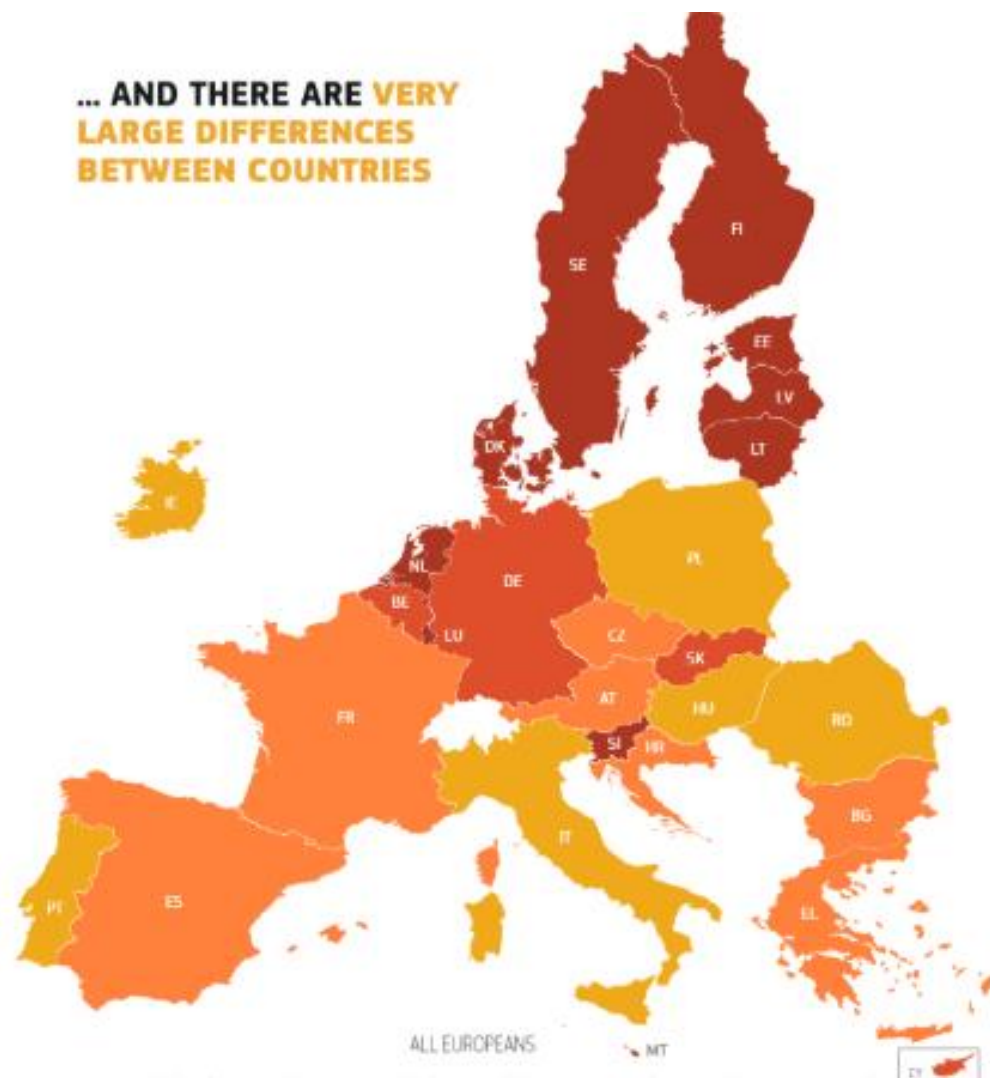 ... AND THERE ARE VERY
LARGE DIFFERENCES
BETWEEN COUNTRIES
FI
SE
EE
LV
LT
DK
IE
NL
DE
PL
BE
LU
CZ
SK
AT
HU
FR
RO
SI
HR
BG
IT
PT
ES
EL
ALL EUROPEANS
MT
CY